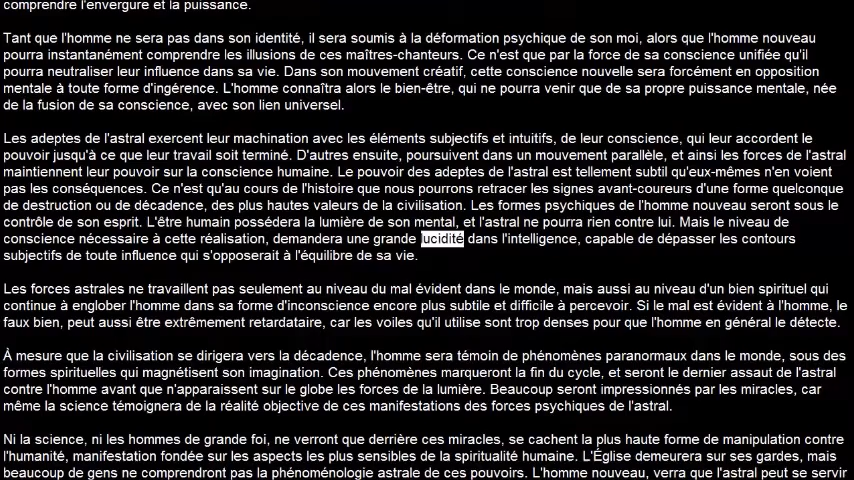 comprendre l'envergure et la puissance.
Tant que l'homme ne sera pas dans son identité, il sera soumis à la déformation psychique de son moi, alors que l'homme nouveau
pourra instantanément comprendre les illusions de ces maîtres-chanteurs. Ce n'est que par la force de sa conscience unifiée qu'il
pourra neutraliser leur influence dans sa vie. Dans son mouvement créatif, cette conscience nouvelle sera forcément en opposition
mentale à toute forme d'ingérence. L'homme connaîtra alors le bien-être, qui ne pourra venir que de sa propre puissance mentale, née
de la fusion de sa conscience, avec son lien universel.
Les adeptes de l'astral exercent leur machination avec les éléments subjectifs et intuitifs, de leur conscience, qui leur accordent le
pouvoir jusqu'à ce que leur travail soit terminé. D'autres ensuite, poursuivent dans un mouvement parallèle, et ainsi les forces de l'astral
maintiennent leur pouvoir sur la conscience humaine. Le pouvoir des adeptes de l'astral est tellement subtil qu'eux-mêmes n'en voient
pas les conséquences. Ce n'est qu'au cours de l'histoire que nous pourrons retracer les signes avant-coureurs d'une forme quelconque
de destruction ou de décadence, des plus hautes valeurs de la civilisation. Les formes psychiques de l'homme nouveau seront sous le
contrôle de son esprit. L'être humain possédera la lumière de son mental, et l'astral ne pourra rien contre lui. Mais le niveau de
conscience nécessaire à cette réalisation, demandera une grande lucidité dans l'intelligence, capable de dépasser les contours
subjectifs de toute influence qui s'opposerait à l'équilibre de sa vie.
Les forces astrales ne travaillent pas seulement au niveau du mal évident dans le monde, mais aussi au niveau d'un bien spirituel qui
continue à englober l'homme dans sa forme d'inconscience encore plus subtile et difficile à percevoir. Si le mal est évident à l'homme, le
faux bien, peut aussi être extrêmement retardataire, car les voiles qu'il utilise sont trop denses pour que l'homme en général le détecte.
À mesure que la civilisation se dirigera vers la décadence, l'homme sera témoin de phénomènes paranormaux dans le monde, sous des
formes spirituelles qui magnétisent son imagination. Ces phénomènes marqueront la fin du cycle, et seront le dernier assaut de l'astral
contre l'homme avant que n'apparaissent sur le globe les forces de la lumière. Beaucoup seront impressionnés par les miracles, car
même la science témoignera de la réalité objective de ces manifestations des forces psychiques de l'astral.
Ni la science, ni les hommes de grande foi, ne verront que derrière ces miracles, se cachent la plus haute forme de manipulation contre
l'humanité, manifestation fondée sur les aspects les plus sensibles de la spiritualité humaine. L'Église demeurera sur ses gardes, mais
beaucoup de gens ne comprendront pas la phénoménologie astrale de ces pouvoirs. L'homme nouveau, verra que l'astral peut se servir